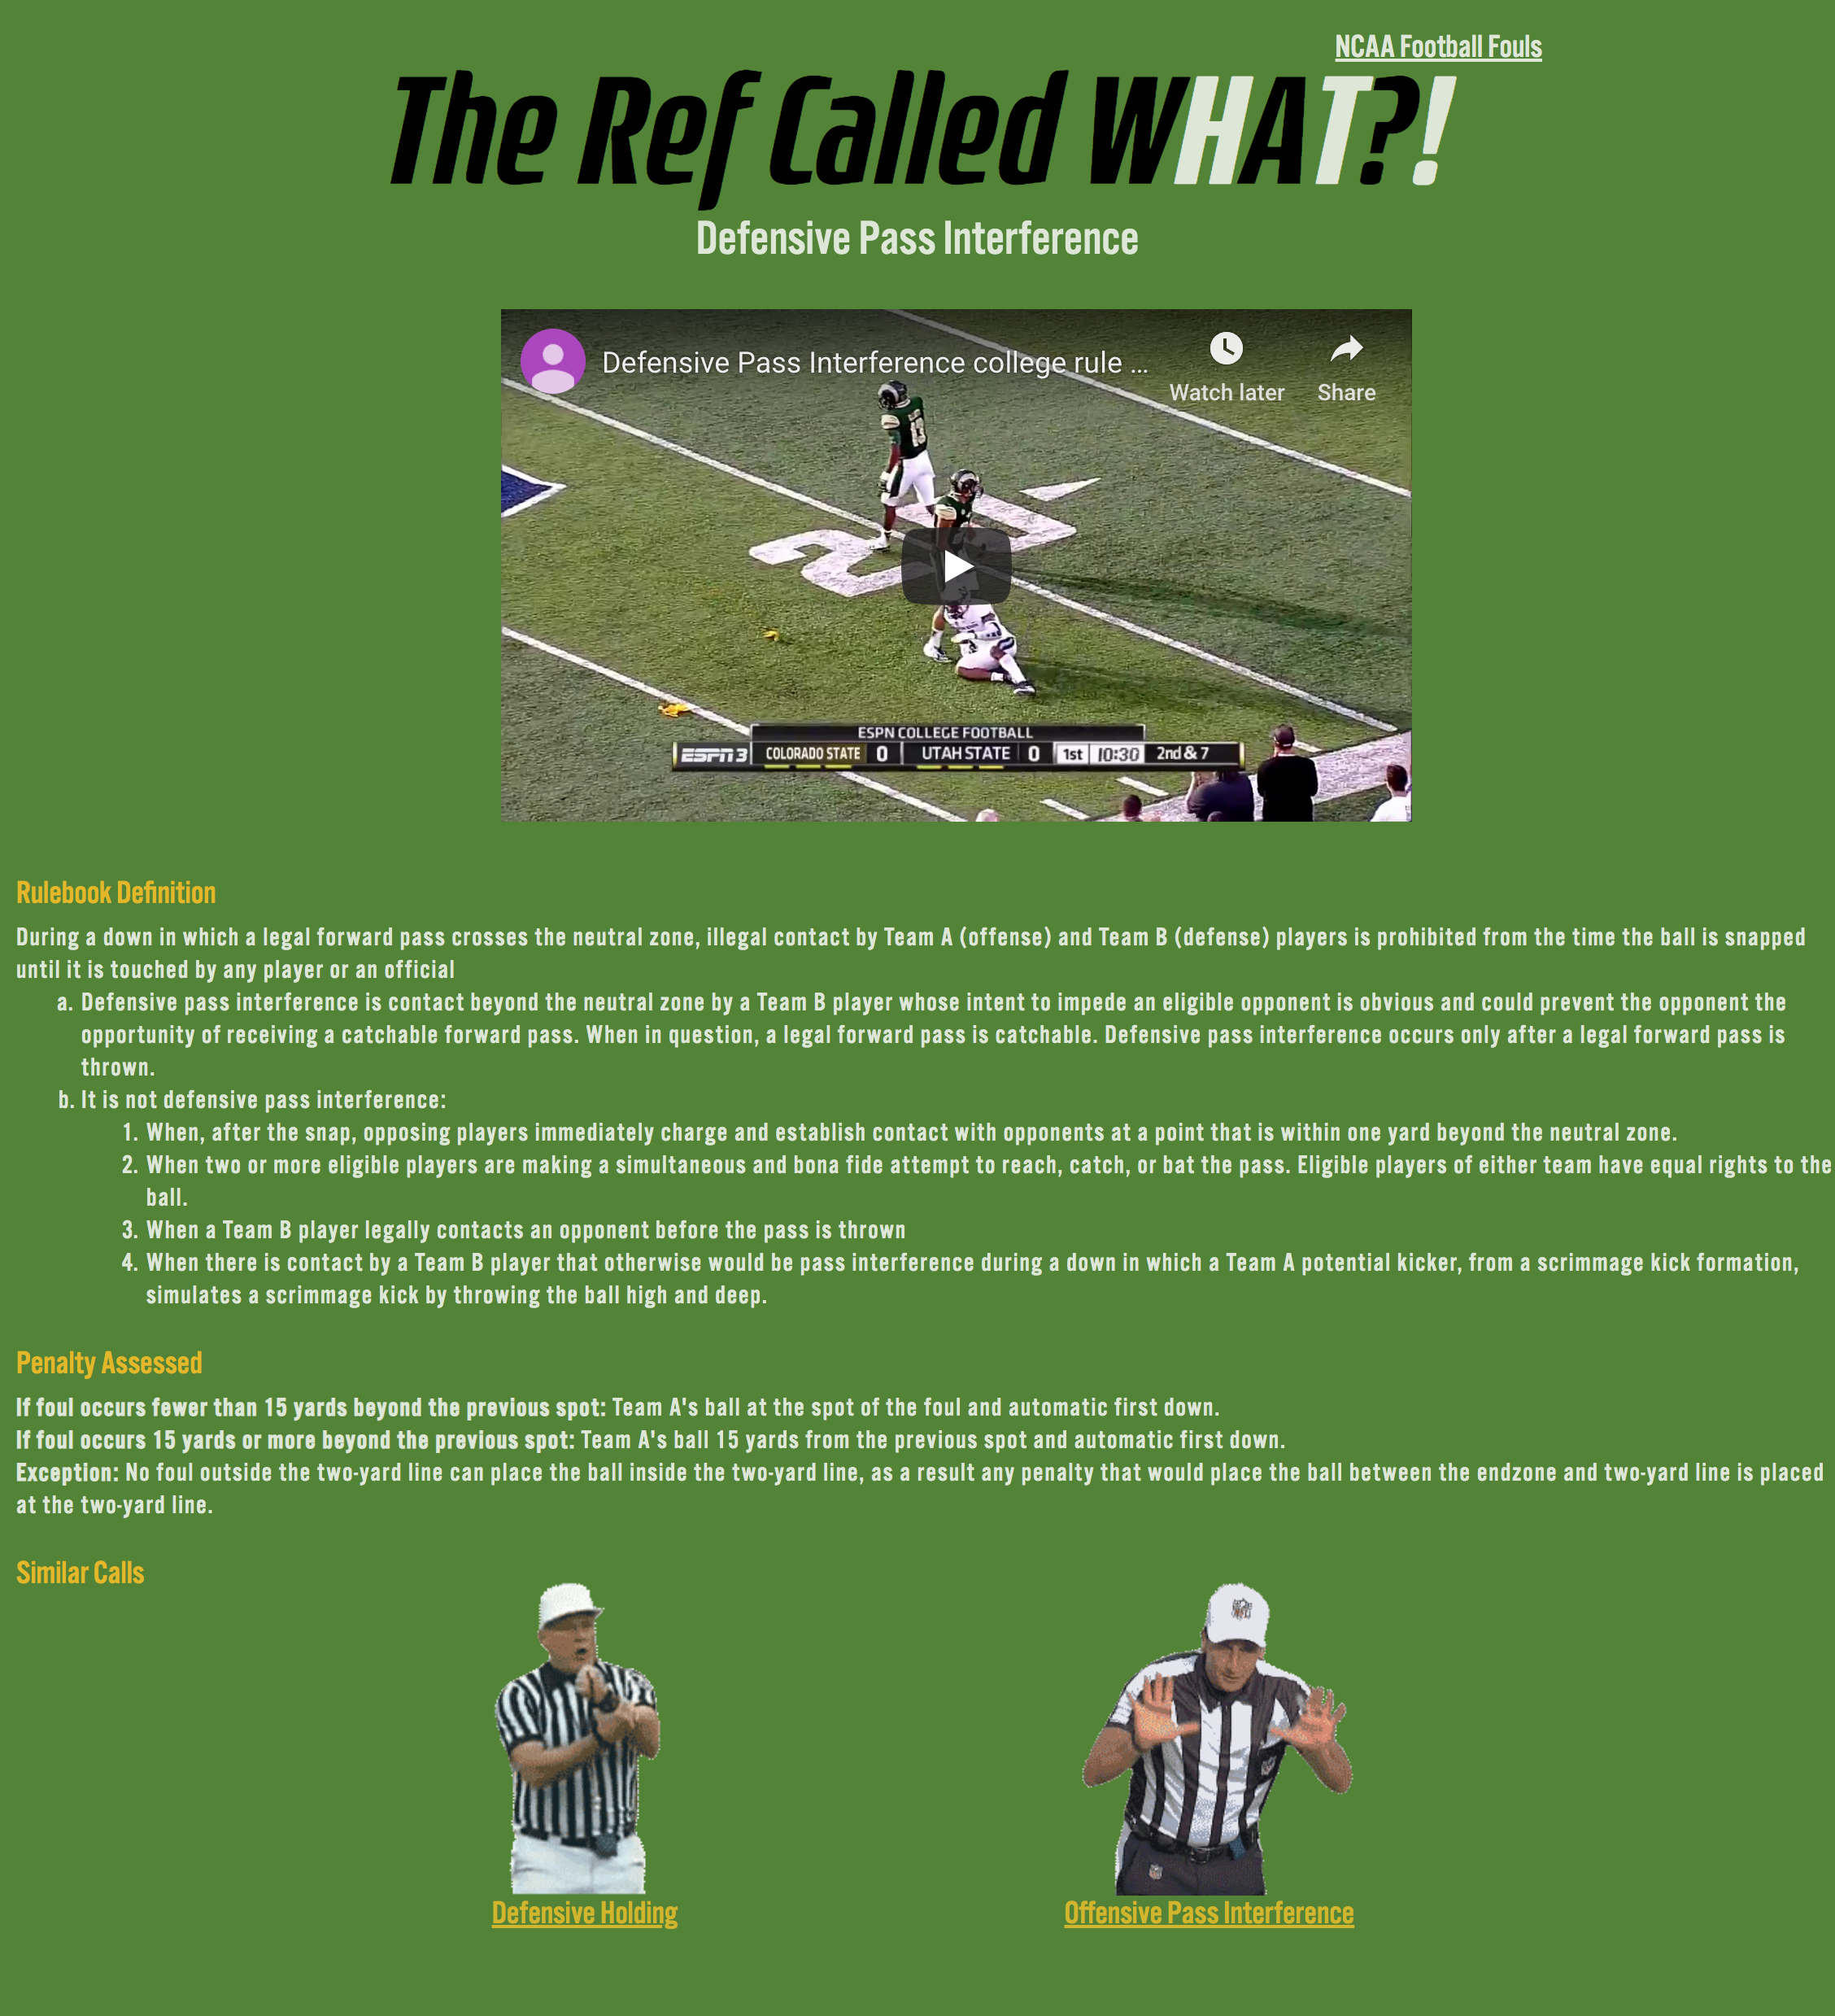 NCAA Football Fouls
The Ref Called WHAT?!
Defensive Pass Interference
Defensive Pass Interference college rule ...
Watch later
Share
13
2
ESPN COLLEGE FOOTBALL
ESPN3 COLORADO STATE 0 UTAH STATE 0 1st 10:30 2nd & 7
Rulebook Definition
During a down in which a legal forward pass crosses the neutral zone, illegal contact by Team A (offense) and Team B (defense) players is prohibited from the time the ball is snapped
until it is touched by any player or an official
a. Defensive pass interference is contact beyond the neutral zone by a Team B player whose intent to impede an eligible opponent is obvious and could prevent the opponent the
opportunity of receiving a catchable forward pass. When in question, a legal forward pass is catchable. Defensive pass interference occurs only after a legal forward pass is
thrown.
b. It is not defensive pass interference:
1. When, after the snap, opposing players immediately charge and establish contact with opponents at a point that is within one yard beyond the neutral zone.
2. When two or more eligible players are making a simultaneous and bona fide attempt to reach, catch, or bat the pass. Eligible players of either team have equal rights to the
ball.
3. When a Team B player legally contacts an opponent before the pass is thrown
4. When there is contact by a Team B player that otherwise would be pass interference during a down in which a Team A potential kicker, from a scrimmage kick formation,
simulates a scrimmage kick by throwing the ball high and deep.
Penalty Assessed
If foul occurs fewer than 15 yards beyond the previous spot: Team A's ball at the spot of the foul and automatic first down.
If foul occurs 15 yards or more beyond the previous spot: Team A's ball 15 yards from the previous spot and automatic first down.
Exception: No foul outside the two-yard line can place the ball inside the two-yard line, as a result any penalty that would place the ball between the endzone and two-yard line is placed
at the two-yard line.
Similar Calls
Defensive Holding
Offensive Pass Interference